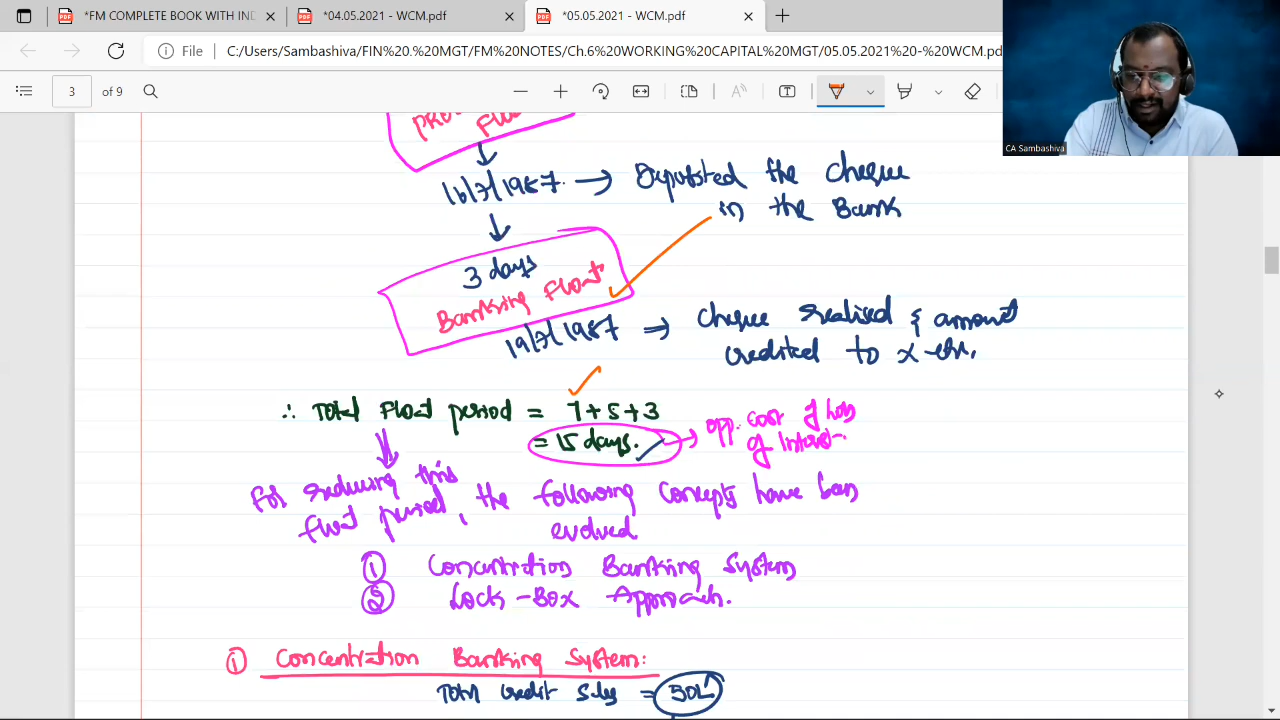 *FM COMPLETE BOOK WITH IND
*04.05.2021 - WCM.pdf
*05.05.2021 - WCM.pdf
File
C:/Users/Sambashiva/FIN%20.%20MGT/FM%20NOTES/Ch.6%20WORKING%20CAPITAL%20MGT/05.05.2021%20-%20WCM.pd
3 of 9
CA Sambashiva
16/7/1987 → Deposited the cheque
in the Bank
3 days
Banking Float
19/7/1987 ⇒ Cheque realised & amount
credited to x
∴ Total Float period = 7+5+3
= 15 days. → opp. cost of loss
of Interest
For reducing this
float period, the following concepts have been
evolved
① Concentration Banking System
② Lock-Box Approach.
① Concentration Banking System:
Total credit sales = 50L